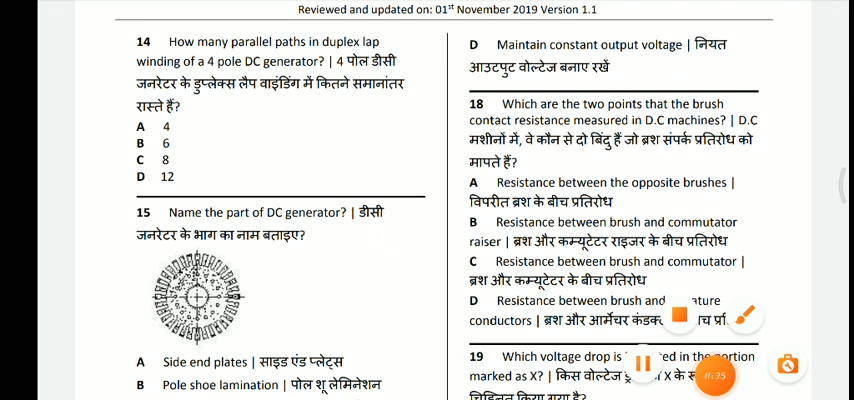 Reviewed and updated on: 01st November 2019 Version 1.1
14 How many parallel paths in duplex lap
winding of a 4 pole DC generator? | 4 पोल डीसी
जनरेटर के डुप्लेक्स लैप वाइंडिंग में कितने समानांतर
रास्ते हैं?
A 4
B 6
C 8
D 12
15 Name the part of DC generator? | डीसी
जनरेटर के भाग का नाम बताइए?
A Side end plates | साइड एंड प्लेट्स
B Pole shoe lamination | पोल शू लेमिनेशन
D Maintain constant output voltage | नियत
आउटपुट वोल्टेज बनाए रखें
18 Which are the two points that the brush
contact resistance measured in D.C machines? | D.C
मशीनों में, वे कौन से दो बिंदु हैं जो ब्रश संपर्क प्रतिरोध को
मापते हैं?
A Resistance between the opposite brushes |
विपरीत ब्रश के बीच प्रतिरोध
B Resistance between brush and commutator
raiser | ब्रश और कम्यूटेटर राइजर के बीच प्रतिरोध
C Resistance between brush and commutator |
ब्रश और कम्यूटेटर के बीच प्रतिरोध
D Resistance between brush and
conductors | ब्रश और आर्मेचर
19 Which voltage drop is in the
marked as X? | किस वोल्टेज X के
चिह्नित किया गया है?
11:35